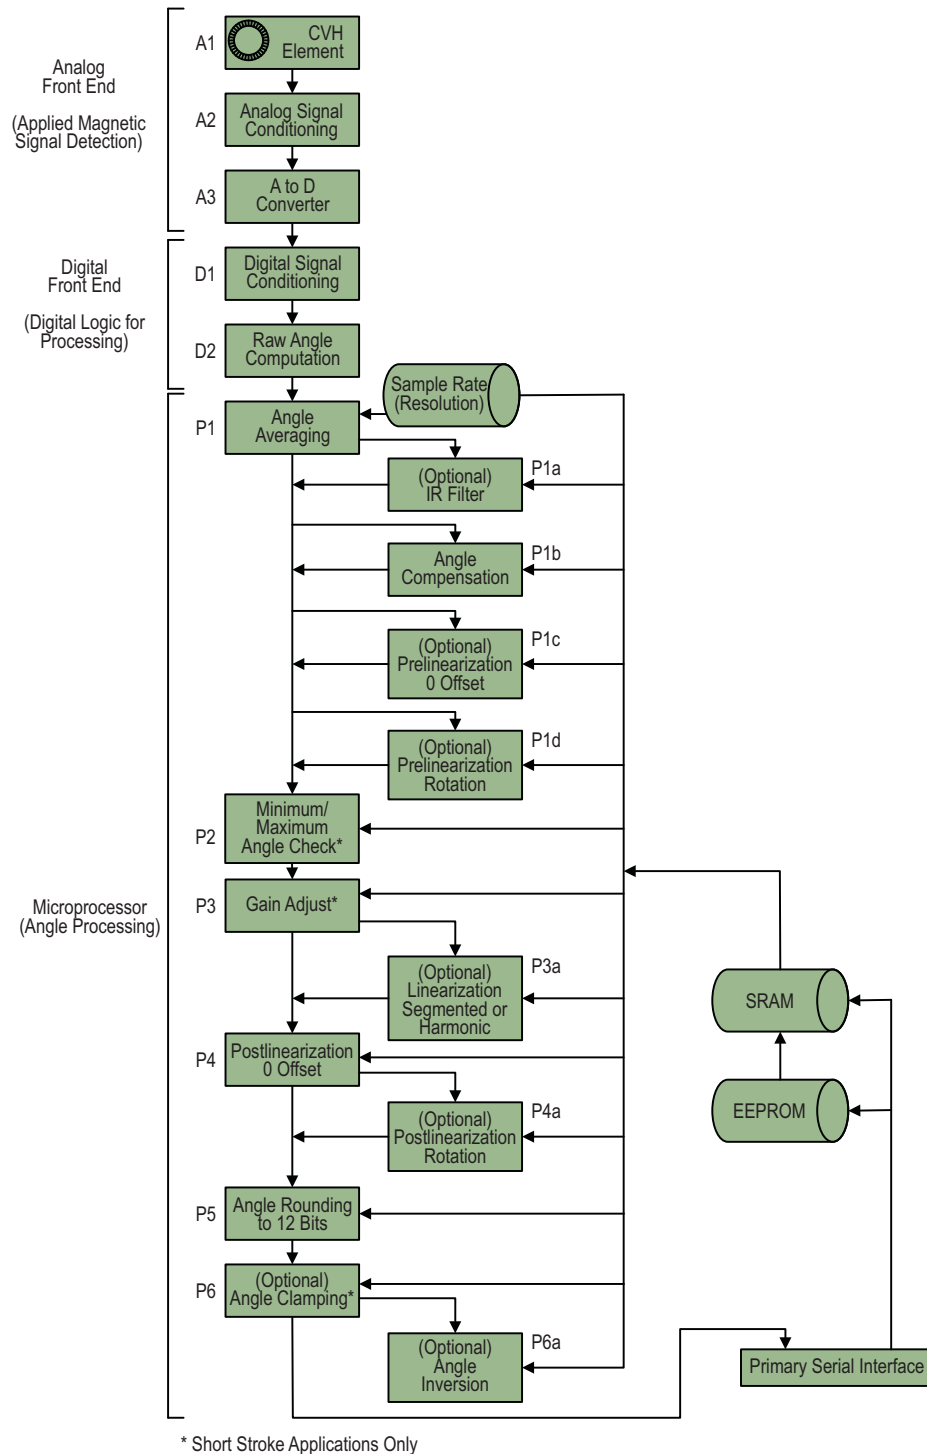 Analog
Front End
(Applied Magnetic
Signal Detection)
A1
CVH
Element
A2
Analog Signal
Conditioning
A3
A to D
Converter
Digital
Front End
(Digital Logic for
Processing)
D1
Digital Signal
Conditioning
D2
Raw Angle
Computation
Sample Rate
(Resolution)
P1
Angle
Averaging
P1a
(Optional)
IR Filter
P1b
Angle
Compensation
P1c
(Optional)
Prelinearization
0 Offset
P1d
(Optional)
Prelinearization
Rotation
P2
Minimum/
Maximum
Angle Check*
Microprocessor
(Angle Processing)
P3
Gain Adjust*
P3a
(Optional)
Linearization
Segmented or
Harmonic
SRAM
P4
Postlinearization
0 Offset
P4a
(Optional)
Postlinearization
Rotation
EEPROM
P5
Angle Rounding
to 12 Bits
P6
(Optional)
Angle Clamping*
P6a
(Optional)
Angle
Inversion
Primary Serial Interface
* Short Stroke Applications Only